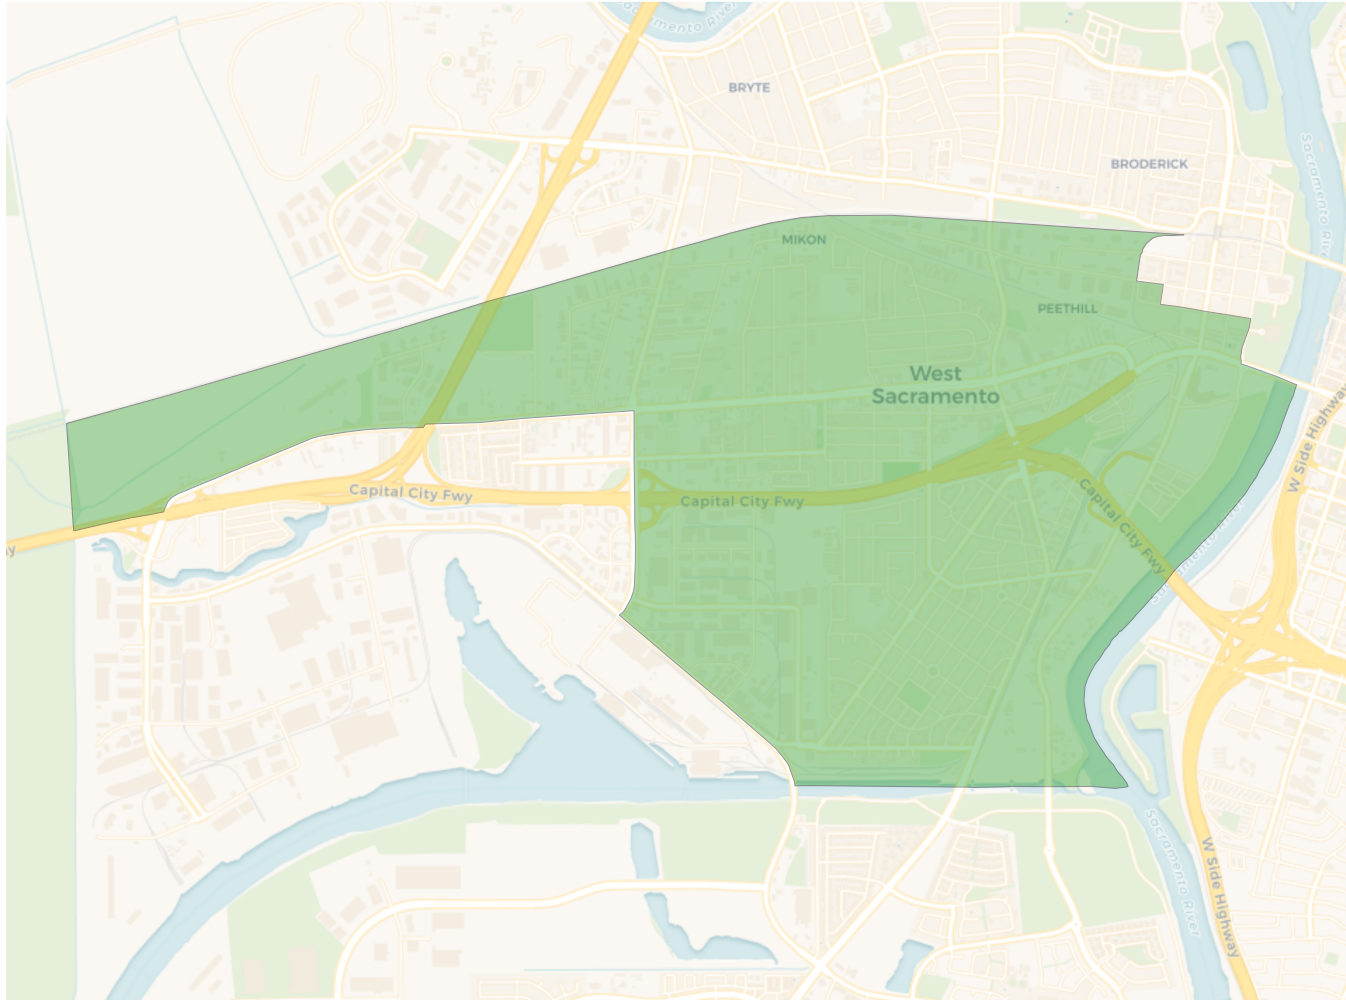 Sacramento River
BRYTE
BRODERICK
Sacramento River
MIKON
PEETHILL
West
Sacramento
W Side Highway
Capital City Fwy
Capital City Fwy
Capital City Fwy
Sacramento River
W Side Highway
Sacramento River